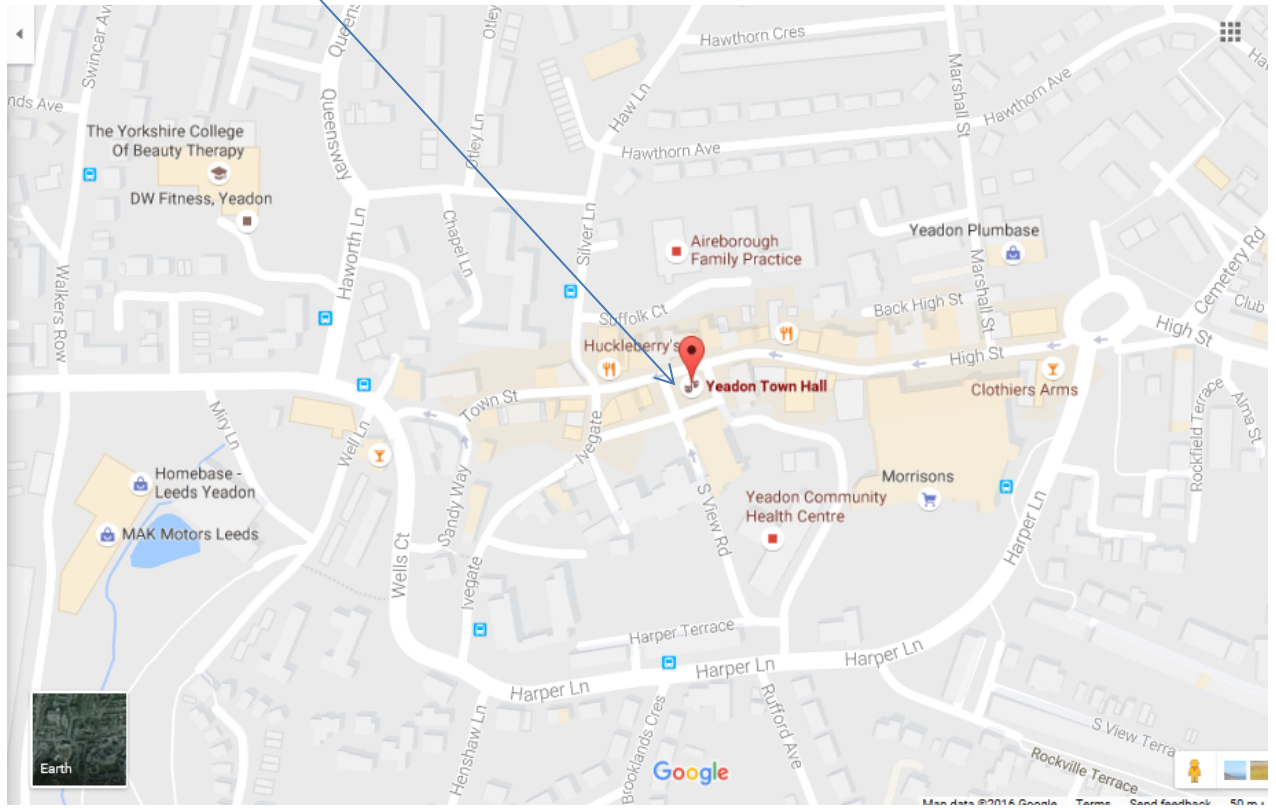 Swincar Av
Queens
Otley
Hawthorn Cres
Marshall St
Hawthorn Ave
nds Ave
Queensway
Haw Ln
The Yorkshire College
Of Beauty Therapy
Otley Ln
Hawthorn Ave
DW Fitness, Yeadon
Chapel Ln
Silver Ln
Aireborough
Family Practice
Yeadon Plumbase
Marshall St
Cemetery Rd
Walkers Row
Haworth Ln
Suffolk Ct
Back High St
Club
High St
Huckleberry's
High St
Yeadon Town Hall
Clothiers Arms
Rockfield Terrace
Alma St
Town St
Miry Ln
Well Ln
Ivegate
Homebase -
Leeds Yeadon
Sandy Way
S View Rd
Morrisons
Yeadon Community
Health Centre
MAK Motors Leeds
Wells Ct
Ivegate
Harper Ln
Harper Terrace
Harper Ln
Harper Ln
Harper Ln
Henshaw Ln
Brooklands Cres
Rufford Ave
S View Terra
Rockville Terrace
Earth
Google
Map data ©2016 Google Terms Send feedback 50 m